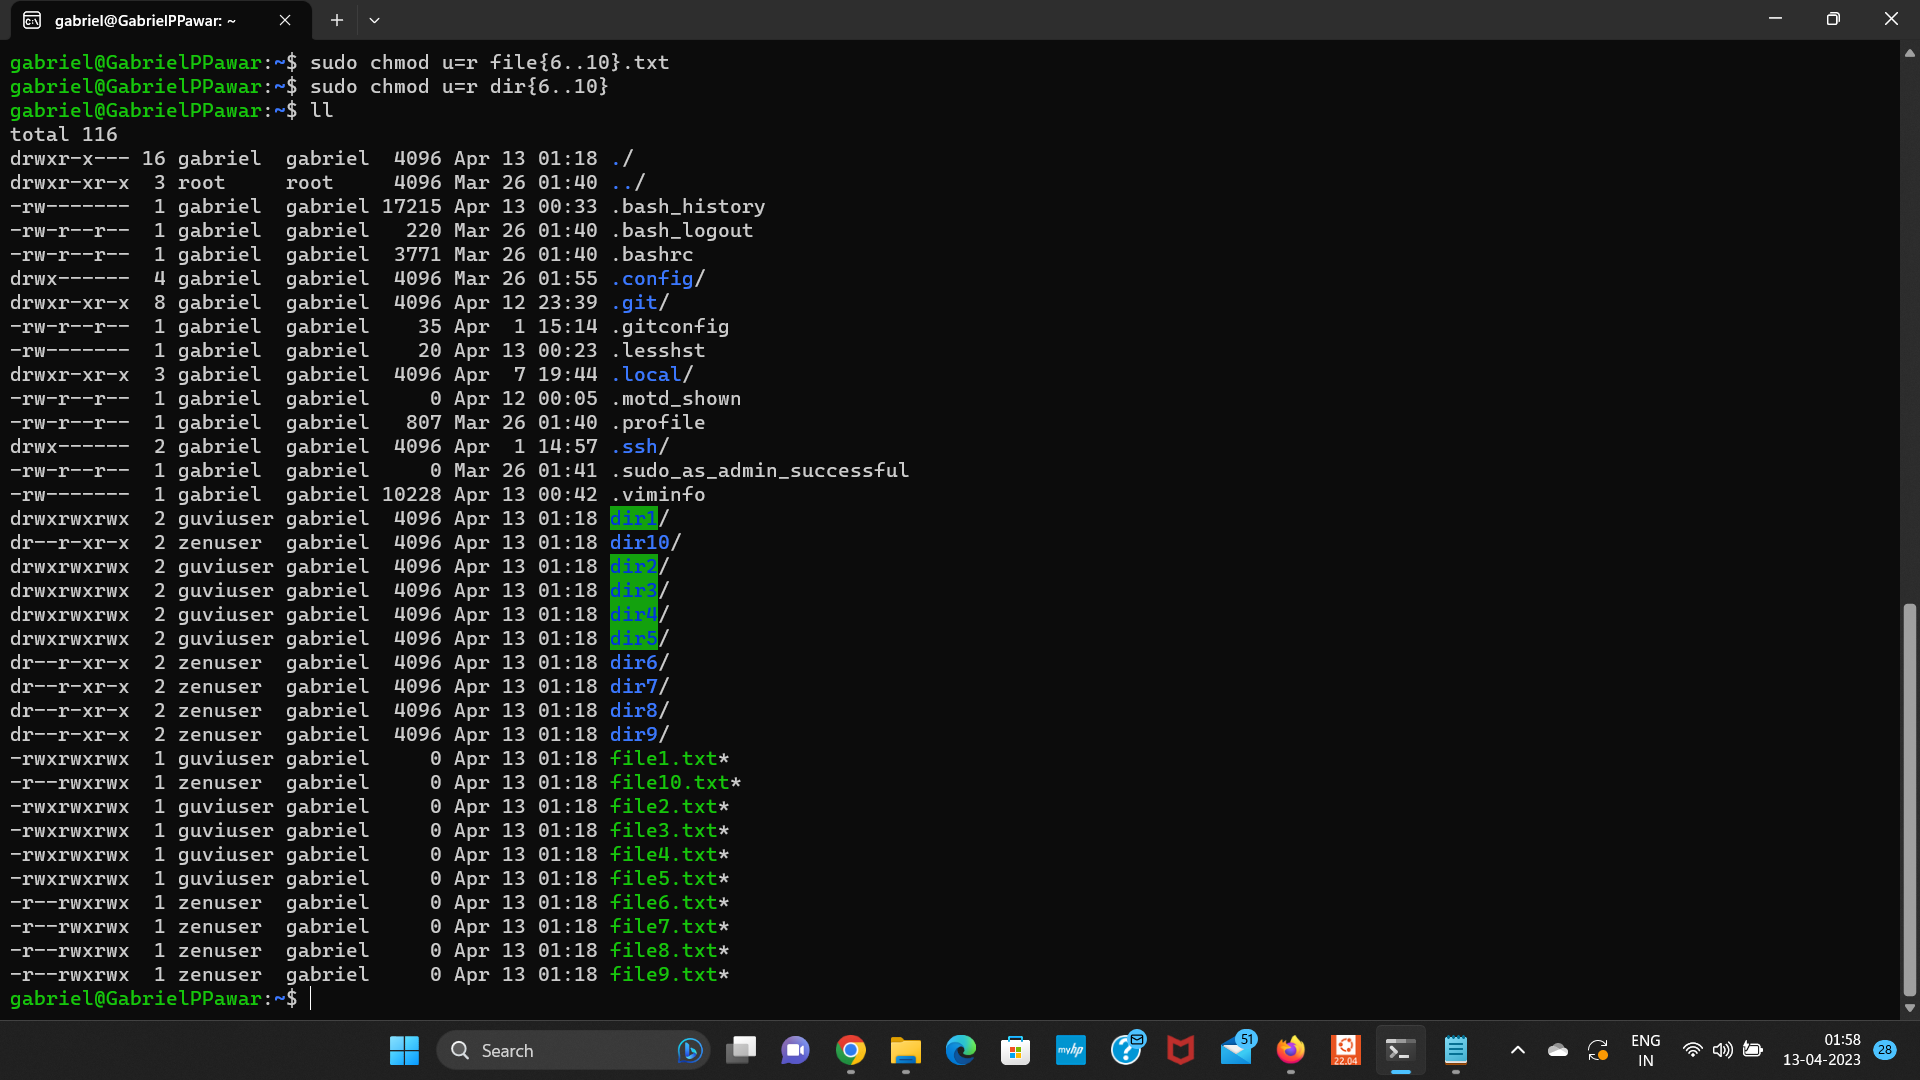 gabriel@GabrielPPawar: ~
gabriel@GabrielPPawar:~$ sudo chmod u=r file{6..10}.txt
gabriel@GabrielPPawar:~$ sudo chmod u=r dir{6..10}
gabriel@GabrielPPawar:~$ ll
total 116
drwxr-x--- 16 gabriel  gabriel  4096 Apr 13 01:18 ./
drwxr-xr-x  3 root     root     4096 Mar 26 01:40 ../
-rw-------  1 gabriel  gabriel 17215 Apr 13 00:33 .bash_history
-rw-r--r--  1 gabriel  gabriel   220 Mar 26 01:40 .bash_logout
-rw-r--r--  1 gabriel  gabriel  3771 Mar 26 01:40 .bashrc
drwx------  4 gabriel  gabriel  4096 Mar 26 01:55 .config/
drwxr-xr-x  8 gabriel  gabriel  4096 Apr 12 23:39 .git/
-rw-r--r--  1 gabriel  gabriel    35 Apr  1 15:14 .gitconfig
-rw-------  1 gabriel  gabriel    20 Apr 13 00:23 .lesshst
drwxr-xr-x  3 gabriel  gabriel  4096 Apr  7 19:44 .local/
-rw-r--r--  1 gabriel  gabriel     0 Apr 12 00:05 .motd_shown
-rw-r--r--  1 gabriel  gabriel   807 Mar 26 01:40 .profile
drwx------  2 gabriel  gabriel  4096 Apr  1 14:57 .ssh/
-rw-r--r--  1 gabriel  gabriel     0 Mar 26 01:41 .sudo_as_admin_successful
-rw-------  1 gabriel  gabriel 10228 Apr 13 00:42 .viminfo
drwxrwxrwx  2 guviuser gabriel  4096 Apr 13 01:18 dir1/
dr--r-xr-x  2 zenuser  gabriel  4096 Apr 13 01:18 dir10/
drwxrwxrwx  2 guviuser gabriel  4096 Apr 13 01:18 dir2/
drwxrwxrwx  2 guviuser gabriel  4096 Apr 13 01:18 dir3/
drwxrwxrwx  2 guviuser gabriel  4096 Apr 13 01:18 dir4/
drwxrwxrwx  2 guviuser gabriel  4096 Apr 13 01:18 dir5/
dr--r-xr-x  2 zenuser  gabriel  4096 Apr 13 01:18 dir6/
dr--r-xr-x  2 zenuser  gabriel  4096 Apr 13 01:18 dir7/
dr--r-xr-x  2 zenuser  gabriel  4096 Apr 13 01:18 dir8/
dr--r-xr-x  2 zenuser  gabriel  4096 Apr 13 01:18 dir9/
-rwxrwxrwx  1 guviuser gabriel     0 Apr 13 01:18 file1.txt*
-r--rwxrwx  1 zenuser  gabriel     0 Apr 13 01:18 file10.txt*
-rwxrwxrwx  1 guviuser gabriel     0 Apr 13 01:18 file2.txt*
-rwxrwxrwx  1 guviuser gabriel     0 Apr 13 01:18 file3.txt*
-rwxrwxrwx  1 guviuser gabriel     0 Apr 13 01:18 file4.txt*
-rwxrwxrwx  1 guviuser gabriel     0 Apr 13 01:18 file5.txt*
-r--rwxrwx  1 zenuser  gabriel     0 Apr 13 01:18 file6.txt*
-r--rwxrwx  1 zenuser  gabriel     0 Apr 13 01:18 file7.txt*
-r--rwxrwx  1 zenuser  gabriel     0 Apr 13 01:18 file8.txt*
-r--rwxrwx  1 zenuser  gabriel     0 Apr 13 01:18 file9.txt*
gabriel@GabrielPPawar:~$
Search
myhp
51
22.04
ENG
IN
01:58
13-04-2023
28